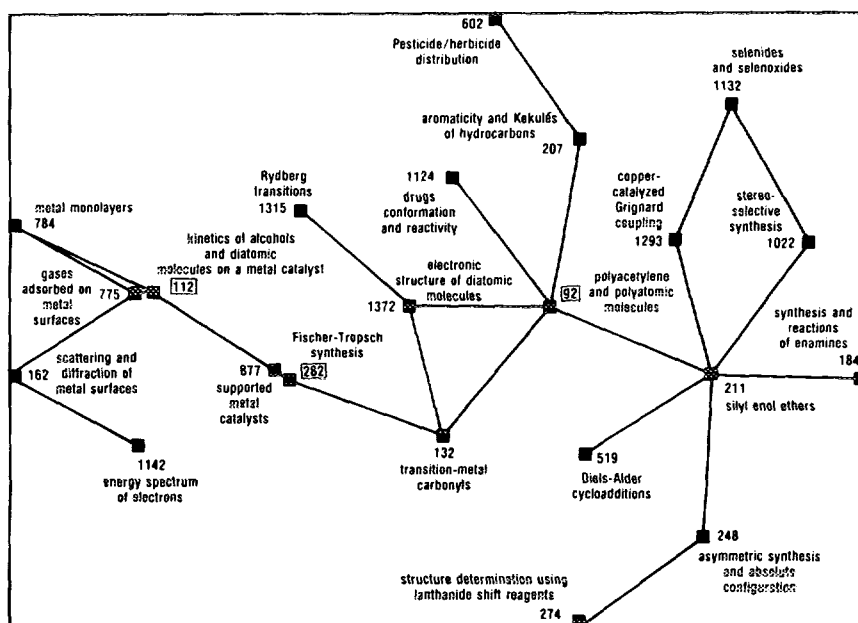 602
Pesticide/herbicide
distribution
selenides
and selenoxides
1132
aromaticity and Kekulés
of hydrocarbons
207
Rydberg
transitions
1315
1124
drugs
conformation
and reactivity
copper-
catalyzed
Grignard
coupling
1293
stereo-
selective
synthesis
1022
metal monolayers
784
kinetics of alcohols
and diatomic
molecules on a metal catalyst
112
gases
adsorbed on
metal
surfaces
775
electronic
structure of diatomic
molecules
1372
92
polyacetylene
and polyatomic
molecules
synthesis and
reactions
of
enamines
184
Fischer-Tropsch
synthesis
262
877
supported
metal
catalysts
162
scattering and
diffraction of
metal surfaces
211
silyl enol ethers
1142
energy spectrum
of electrons
132
transition-metal
carbonyls
519
Diels-Alder
cycloadditions
248
asymmetric synthesis
and absolute
configuration
structure determination using
lanthanide shift reagents
274